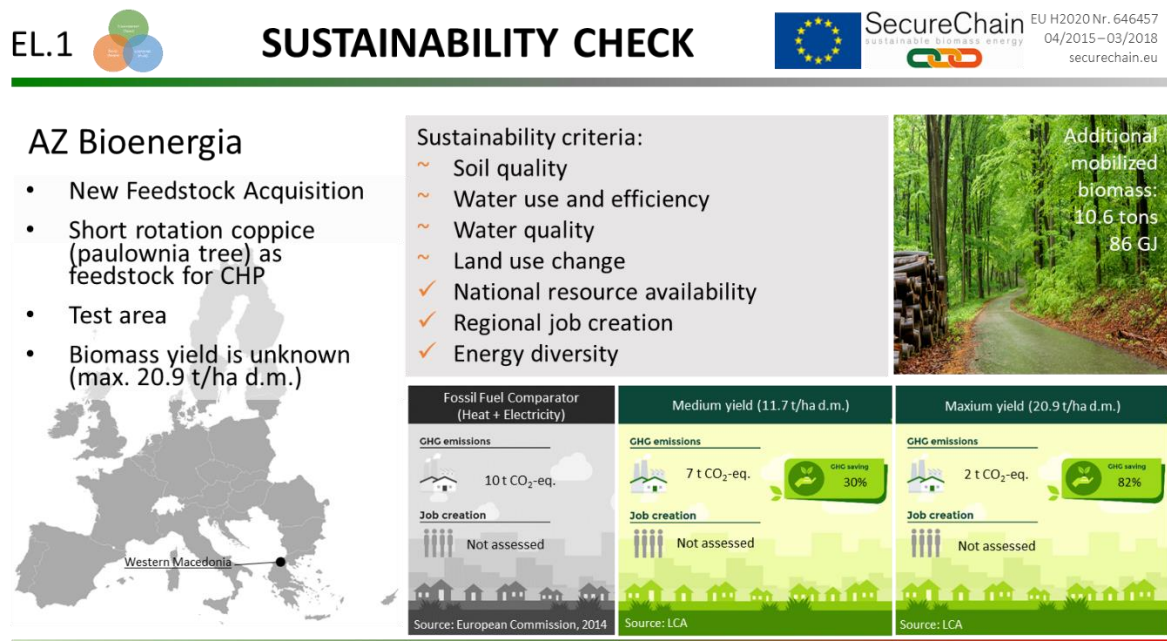 EL.1
SUSTAINABILITY CHECK
SecureChain
sustainable biomass energy
EU H2020 Nr. 646457
04/2015–03/2018
securechain.eu
AZ Bioenergia
• New Feedstock Acquisition
• Short rotation coppice
(paulownia tree) as
feedstock for CHP
• Test area
• Biomass yield is unknown
(max. 20.9 t/ha d.m.)
Western Macedonia
Sustainability criteria:
~ Soil quality
~ Water use and efficiency
~ Water quality
~ Land use change
✓ National resource availability
✓ Regional job creation
✓ Energy diversity
Additional
mobilized
biomass:
10.6 tons
86 GJ
Fossil Fuel Comparator
(Heat + Electricity)
GHG emissions
10 t CO₂-eq.
Job creation
Not assessed
Source: European Commission, 2014
Medium yield (11.7 t/ha d.m.)
GHG emissions
7 t CO₂-eq.
GHG saving
30%
Job creation
Not assessed
Source: LCA
Maxium yield (20.9 t/ha d.m.)
GHG emissions
2 t CO₂-eq.
GHG saving
82%
Job creation
Not assessed
Source: LCA